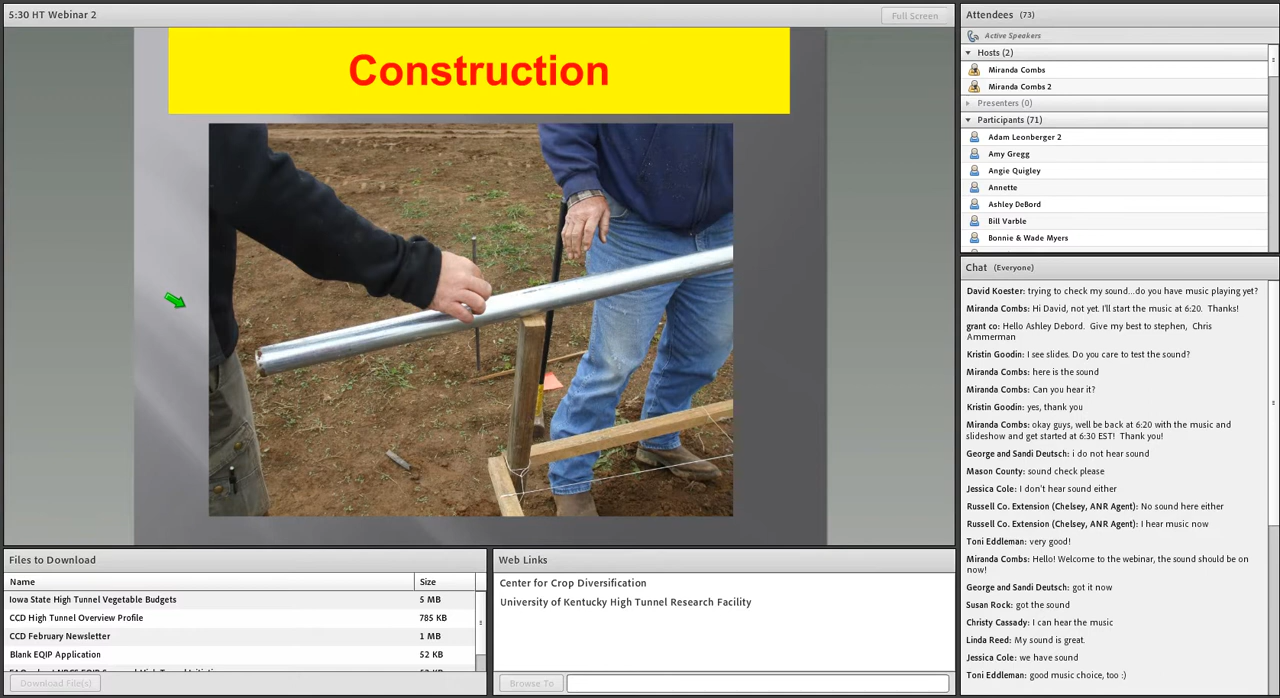 5:30 HT Webinar 2
Full Screen
Construction
Files to Download
Name Size
Iowa State High Tunnel Vegetable Budgets 5 MB
CCD High Tunnel Overview Profile 785 KB
CCD February Newsletter 1 MB
Blank EQIP Application 52 KB
Download File(s)
Web Links
Center for Crop Diversification
University of Kentucky High Tunnel Research Facility
Browse To
Attendees (73)
Active Speakers
Hosts (2)
Miranda Combs
Miranda Combs 2
Presenters (0)
Participants (71)
Adam Leonberger 2
Amy Gregg
Angie Quigley
Annette
Ashley DeBord
Bill Varble
Bonnie & Wade Myers
Chat (Everyone)
David Koester: trying to check my sound...do you have music playing yet?
Miranda Combs: Hi David, not yet. I'll start the music at 6:20. Thanks!
grant co: Hello Ashley Debord. Give my best to stephen, Chris
Ammerman
Kristin Goodin: I see slides. Do you care to test the sound?
Miranda Combs: here is the sound
Miranda Combs: Can you hear it?
Kristin Goodin: yes, thank you
Miranda Combs: okay guys, well be back at 6:20 with the music and
slideshow and get started at 6:30 EST! Thank you!
George and Sandi Deutsch: i do not hear sound
Mason County: sound check please
Jessica Cole: I don't hear sound either
Russell Co. Extension (Chelsey, ANR Agent): No sound here either
Russell Co. Extension (Chelsey, ANR Agent): I hear music now
Toni Eddleman: very good!
Miranda Combs: Hello! Welcome to the webinar, the sound should be on
now!
George and Sandi Deutsch: got it now
Susan Rock: got the sound
Christy Cassady: I can hear the music
Linda Reed: My sound is great.
Jessica Cole: we have sound
Toni Eddleman: good music choice, too :)